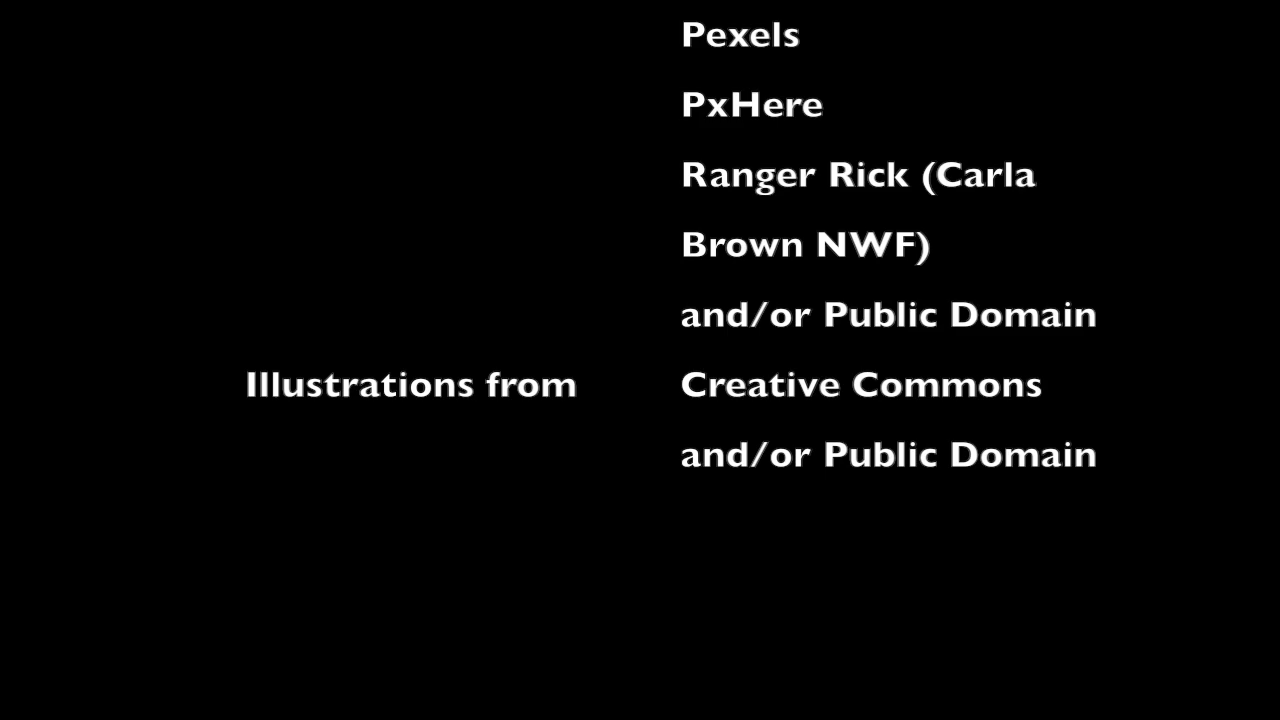 Pexels
PxHere
Ranger Rick (Carla
Brown NWF)
and/or Public Domain
Illustrations from Creative Commons
and/or Public Domain